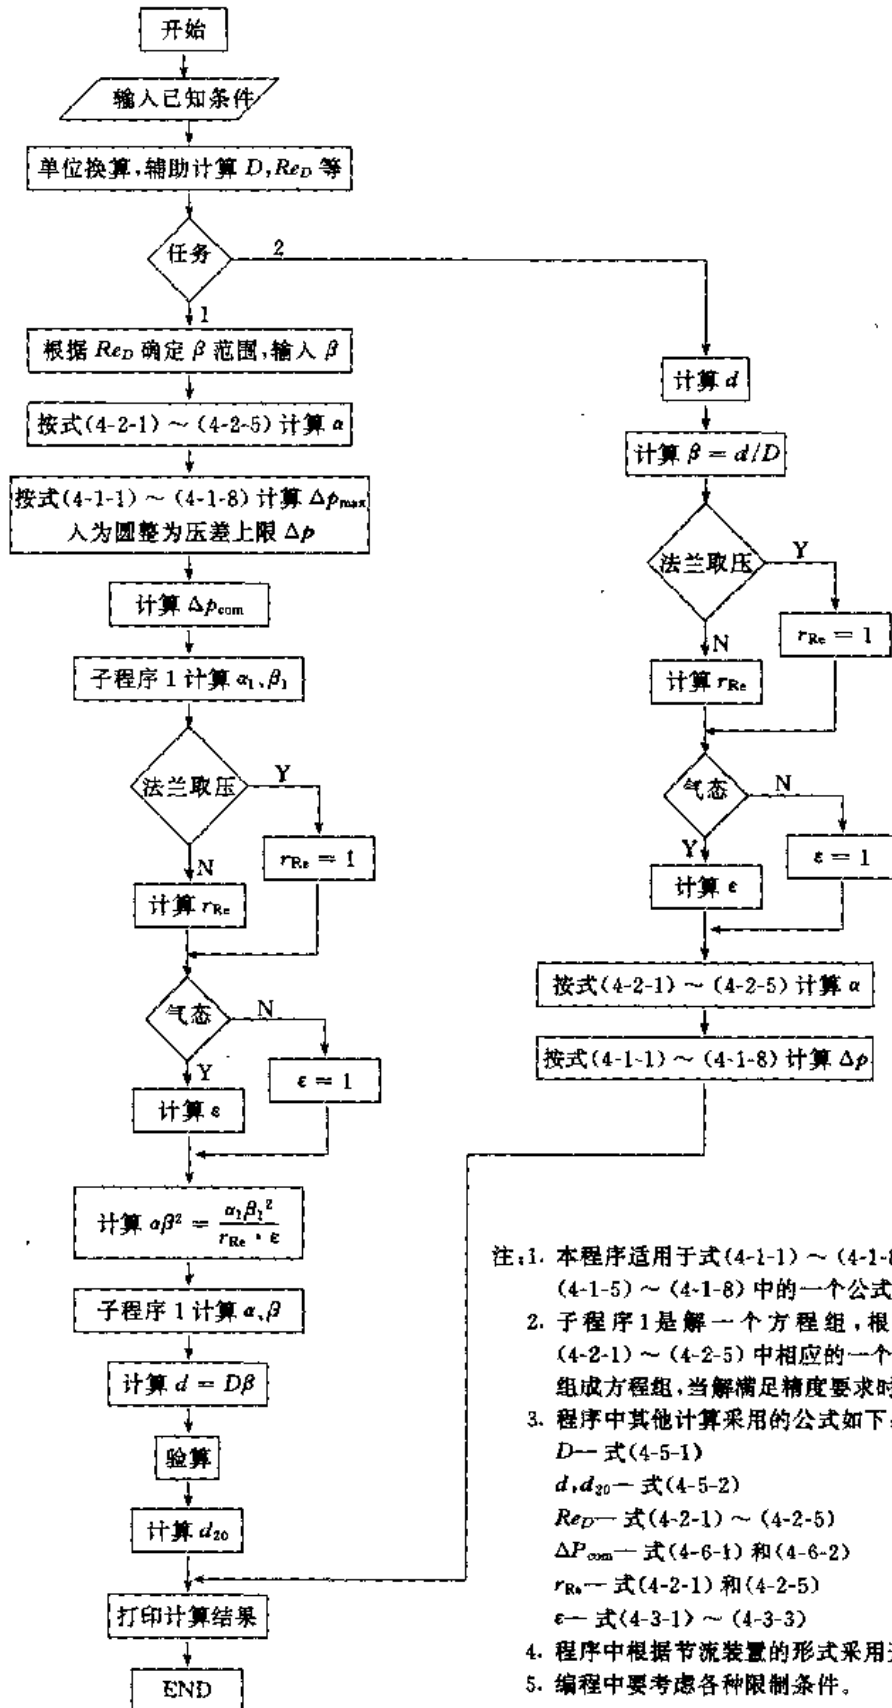 开始
输入已知条件
单位换算,辅助计算 D,Re_D 等
任务
2
1
根据 Re_D 确定 β 范围,输入 β
按式(4-2-1) ~ (4-2-5) 计算 α
按式(4-1-1) ~ (4-1-8) 计算 Δp_max
人为圆整为压差上限 Δp
计算 Δp_com
子程序 1 计算 α₁、β₁
法兰取压
Y
r_Re = 1
N
计算 r_Re
气态
N
ε = 1
Y
计算 ε
计算 αβ² = α₁β₁² / (r_Re · ε)
子程序 1 计算 α、β
计算 d = Dβ
验算
计算 d₂₀
打印计算结果
END
计算 d
计算 β = d/D
法兰取压
Y
r_Re = 1
N
计算 r_Re
气态
N
ε = 1
Y
计算 ε
按式(4-2-1) ~ (4-2-5) 计算 α
按式(4-1-1) ~ (4-1-8) 计算 Δp
注:1. 本程序适用于式(4-1-1) ~ (4-1-8
(4-1-5) ~ (4-1-8) 中的一个公式
2. 子程序1是解一个方程组,根
(4-2-1) ~ (4-2-5) 中相应的一个
组成方程组,当解满足精度要求时
3. 程序中其他计算采用的公式如下:
D— 式(4-5-1)
d,d₂₀— 式(4-5-2)
Re_D— 式(4-2-1) ~ (4-2-5)
ΔP_com— 式(4-6-1) 和(4-6-2)
r_Re— 式(4-2-1) 和(4-2-5)
ε— 式(4-3-1) ~ (4-3-3)
4. 程序中根据节流装置的形式采用
5. 编程中要考虑各种限制条件。